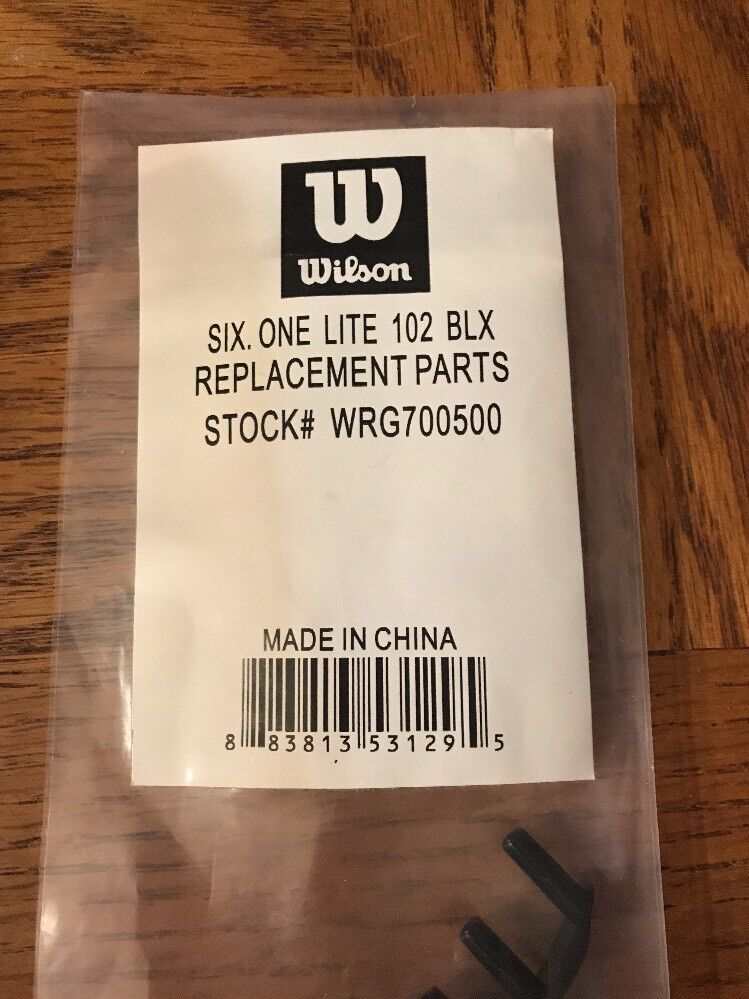 W
Wilson
SIX. ONE LITE 102 BLX
REPLACEMENT PARTS
STOCK# WRG700500
MADE IN CHINA
8 83813 53129 5